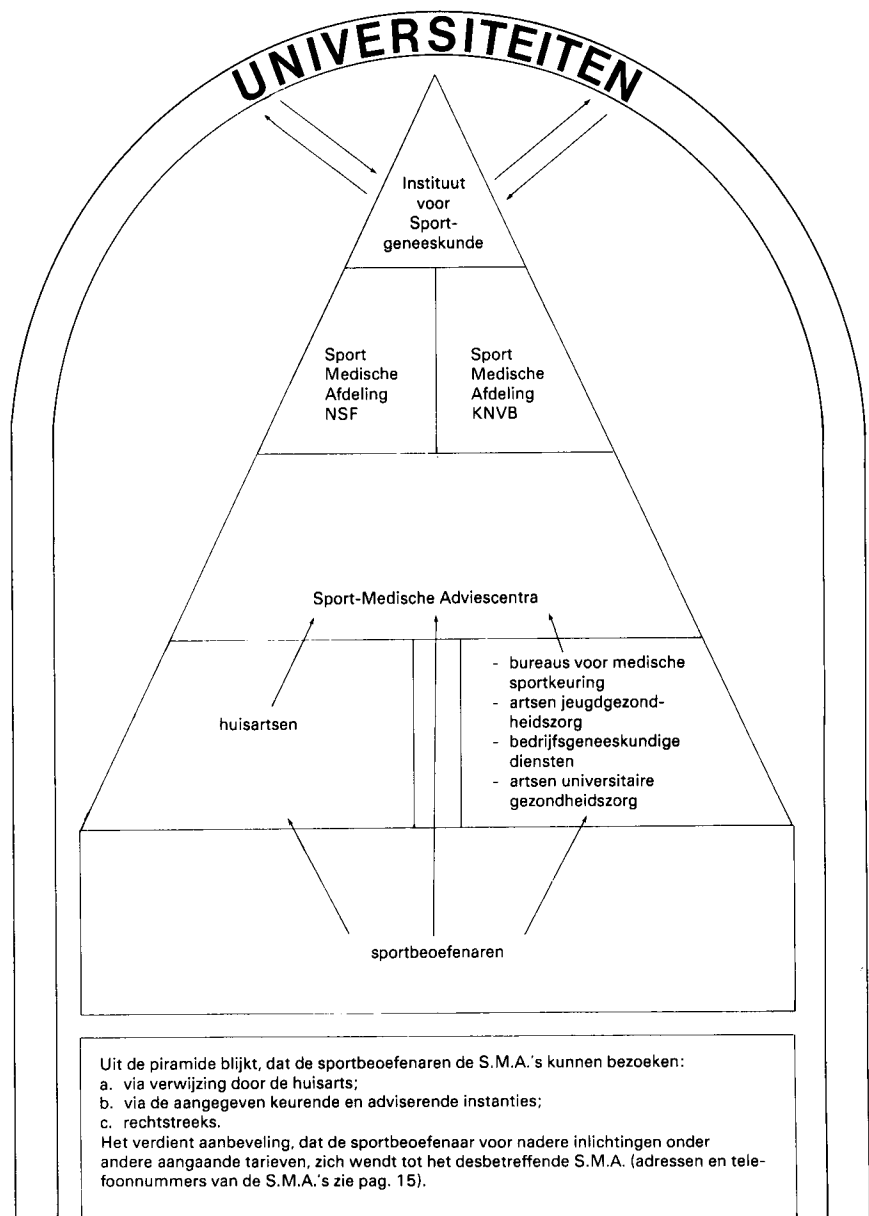 UNIVERSITEITEN
Instituut
voor
Sport-
geneeskunde
Sport
Medische
Afdeling
NSF
Sport
Medische
Afdeling
KNVB
Sport-Medische Adviescentra
huisartsen
- bureaus voor medische
sportkeuring
- artsen jeugdgezond-
heidszorg
- bedrijfsgeneeskundige
diensten
- artsen universitaire
gezondheidszorg
sportbeoefenaren
Uit de piramide blijkt, dat de sportbeoefenaren de S.M.A.'s kunnen bezoeken:
a. via verwijzing door de huisarts;
b. via de aangegeven keurende en adviserende instanties;
c. rechtstreeks.
Het verdient aanbeveling, dat de sportbeoefenaar voor nadere inlichtingen onder
andere aangaande tarieven, zich wendt tot het desbetreffende S.M.A. (adressen en tele-
foonnummers van de S.M.A.'s zie pag. 15).